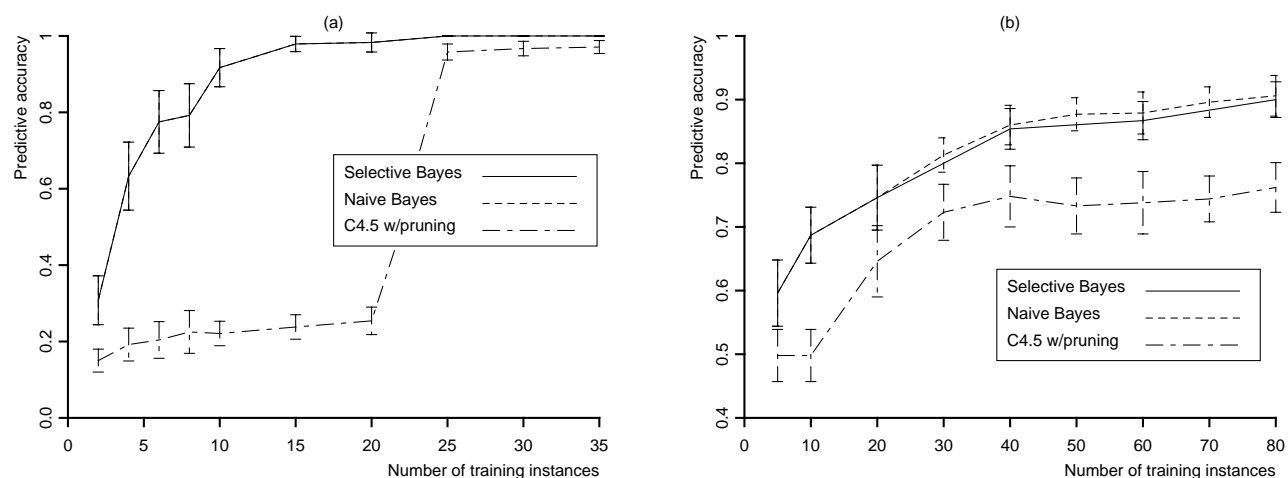 (a)
Predictive accuracy
1
0.8
0.6
0.4
0.2
0.0
Selective Bayes
Naive Bayes
C4.5 w/pruning
0 5 10 15 20 25 30 35
Number of training instances
(b)
Predictive accuracy
1
0.9
0.8
0.7
0.6
0.5
0.4
Selective Bayes
Naive Bayes
C4.5 w/pruning
0 10 20 30 40 50 60 70 80
Number of training instances